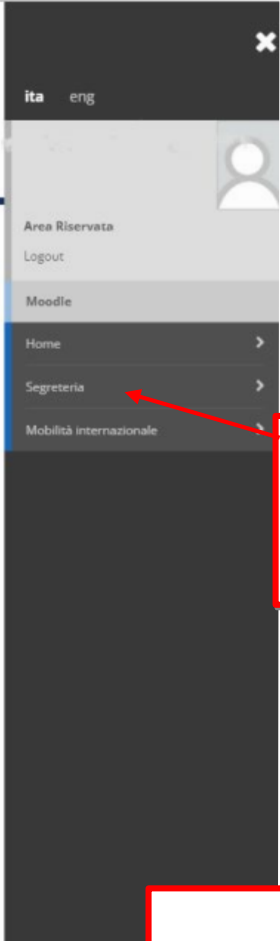 ita eng
Area Riservata
Logout
Moodle
Home
Segreteria
Mobilità internazionale